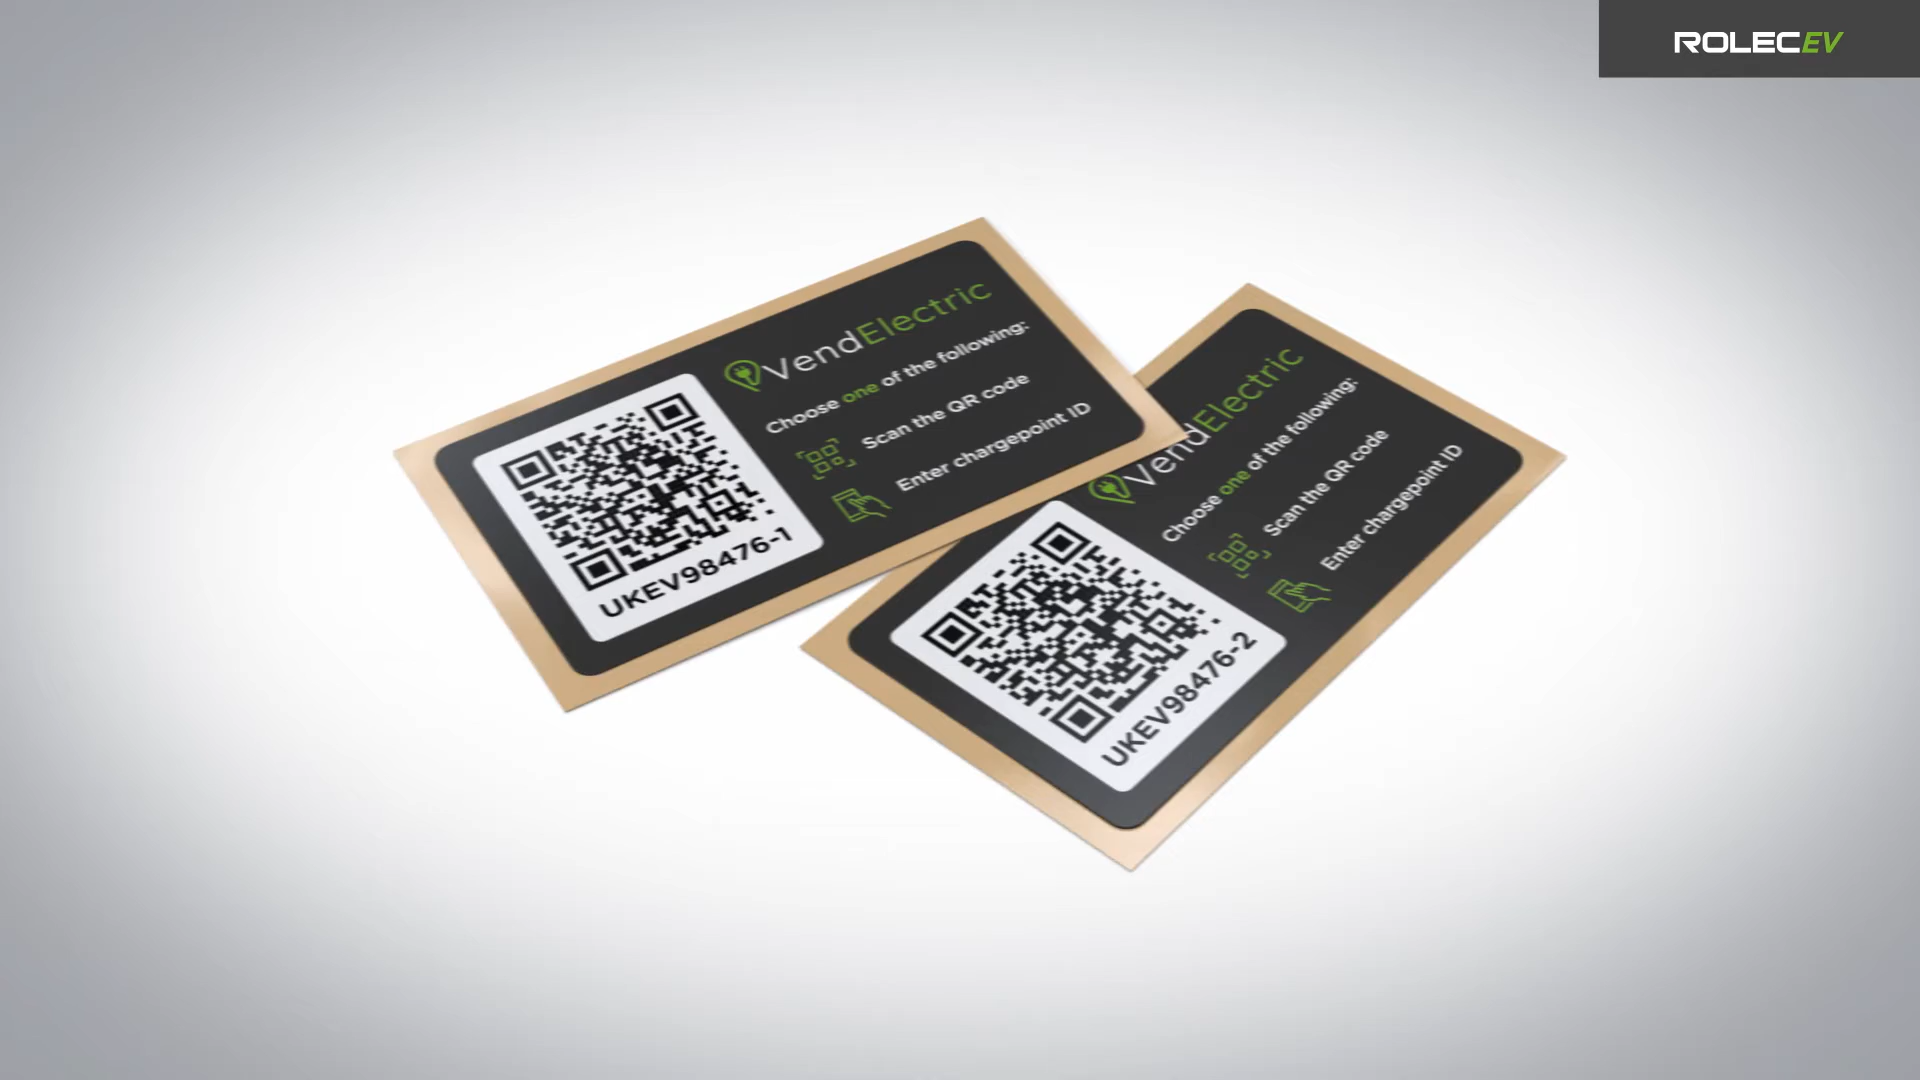 ROLECEV
VendElectric
Choose one of the following:
Scan the QR code
Enter chargepoint ID
UKEV98476-1
VendElectric
Choose one of the following:
Scan the QR code
Enter chargepoint ID
UKEV98476-2